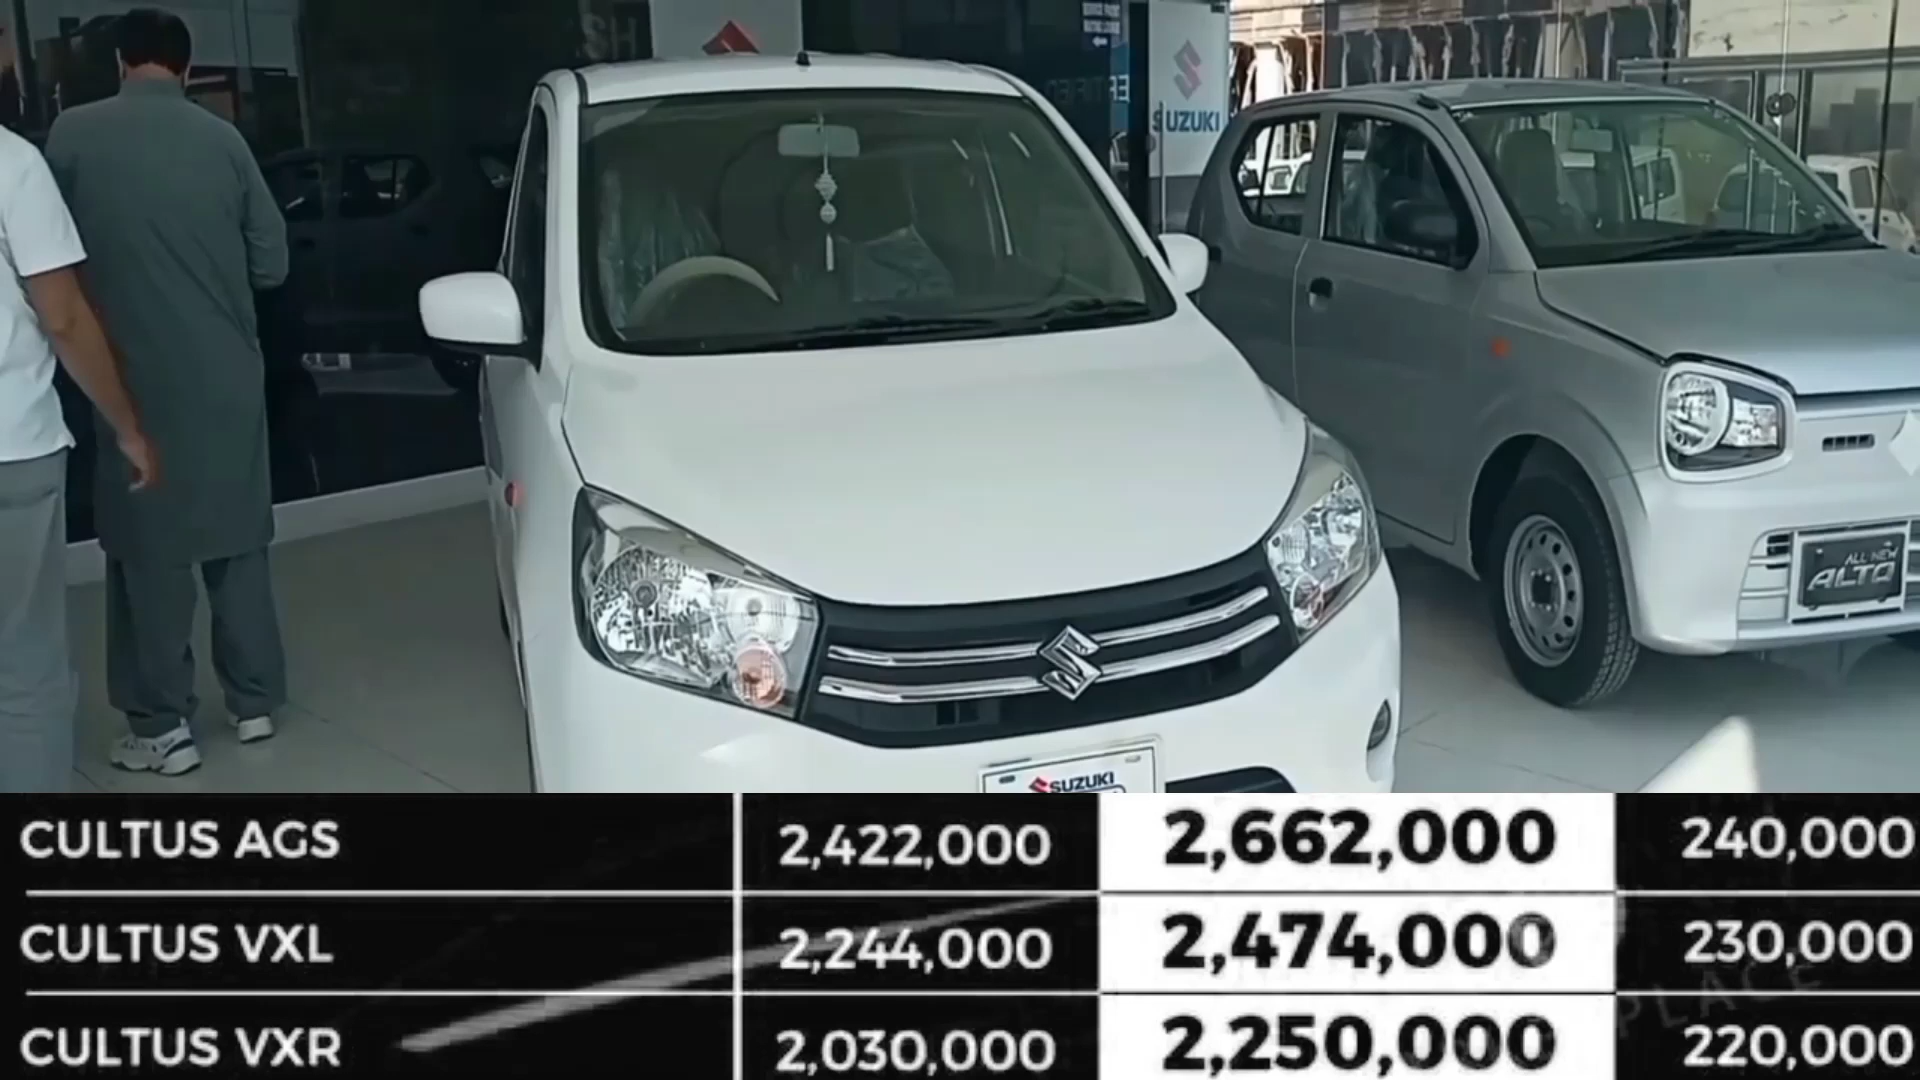 SUZUKI
ALL NEW
ALTO
SUZUKI
CULTUS AGS 2,422,000 2,662,000 240,000
CULTUS VXL 2,244,000 2,474,000 230,000
PLACE
CULTUS VXR 2,030,000 2,250,000 220,000